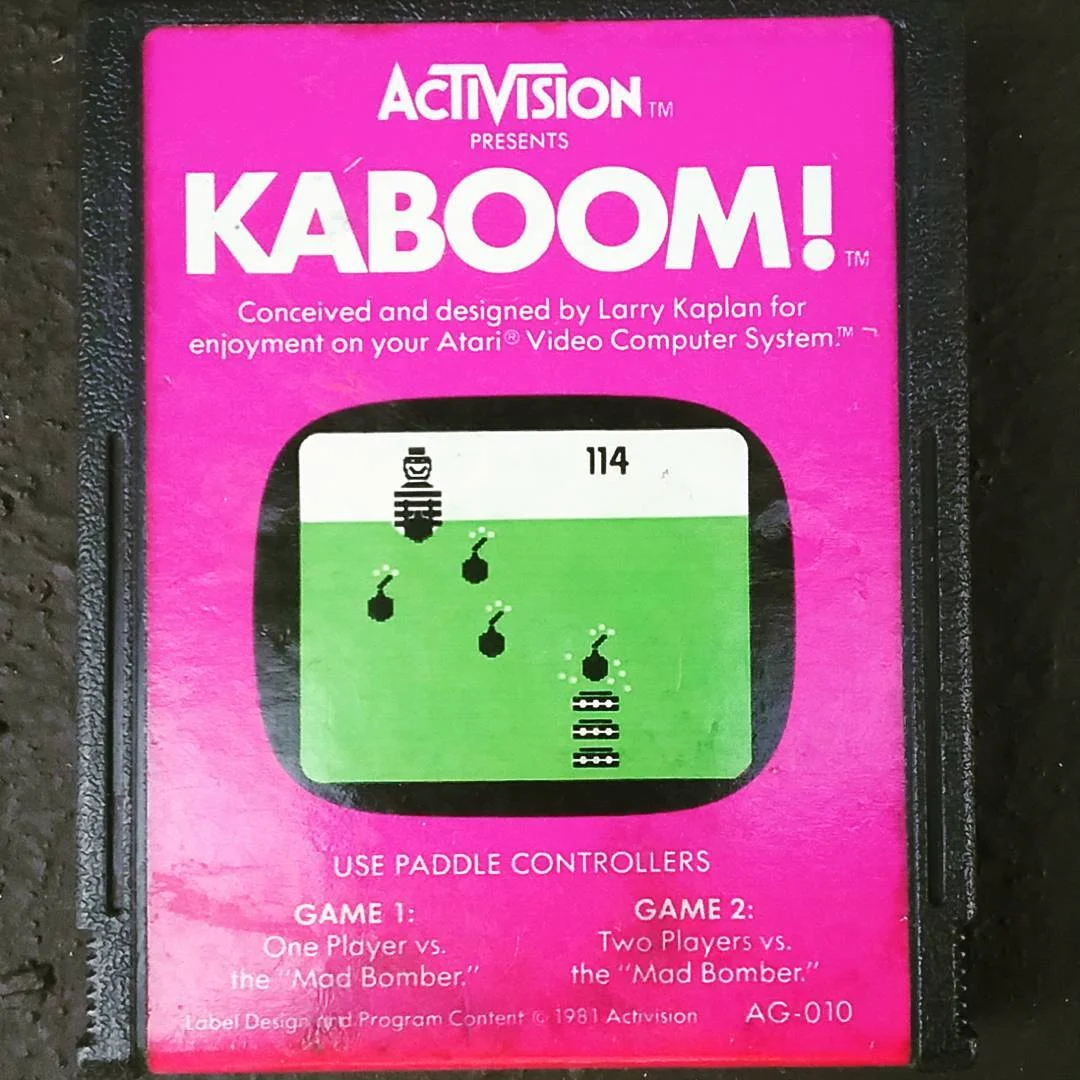 ACTIVISION™
PRESENTS
KABOOM!™
Conceived and designed by Larry Kaplan for
enjoyment on your Atari® Video Computer System.™
114
USE PADDLE CONTROLLERS
GAME 1:
One Player vs.
the "Mad Bomber."
GAME 2:
Two Players vs.
the "Mad Bomber."
Label Design and Program Content © 1981 Activision
AG-010